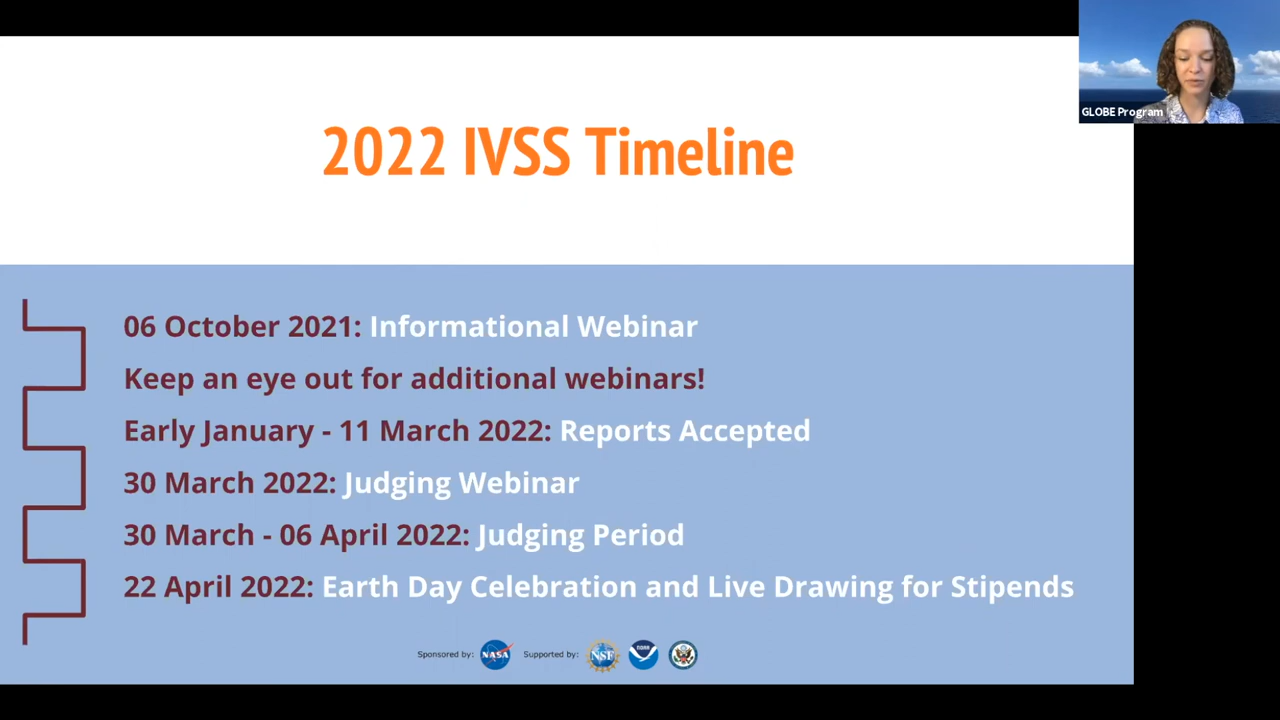 GLOBE Program
2022 IVSS Timeline
06 October 2021: Informational Webinar
Keep an eye out for additional webinars!
Early January - 11 March 2022: Reports Accepted
30 March 2022: Judging Webinar
30 March - 06 April 2022: Judging Period
22 April 2022: Earth Day Celebration and Live Drawing for Stipends
Sponsored by: NASA Supported by: NSF NOAA